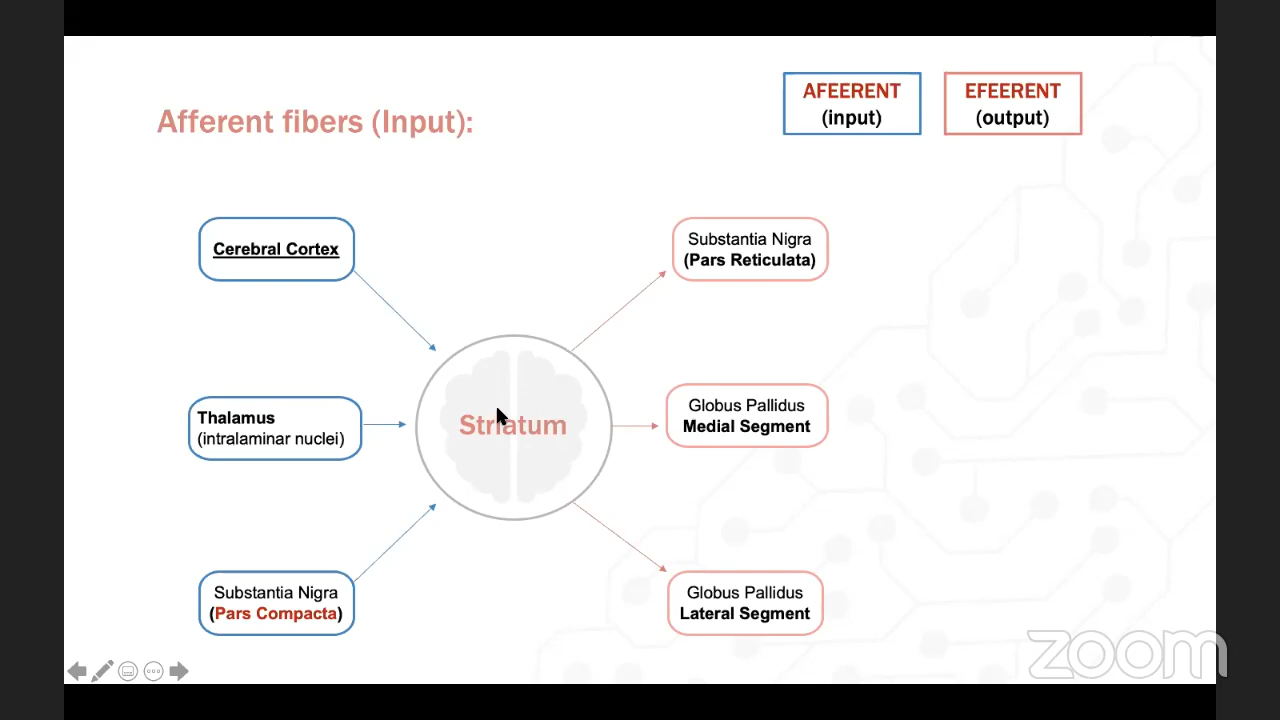 Afferent fibers (Input):
AFEERENT
(input)
EFEERENT
(output)
Cerebral Cortex
Thalamus
(intralaminar nuclei)
Substantia Nigra
(Pars Compacta)
Striatum
Substantia Nigra
(Pars Reticulata)
Globus Pallidus
Medial Segment
Globus Pallidus
Lateral Segment
zoom